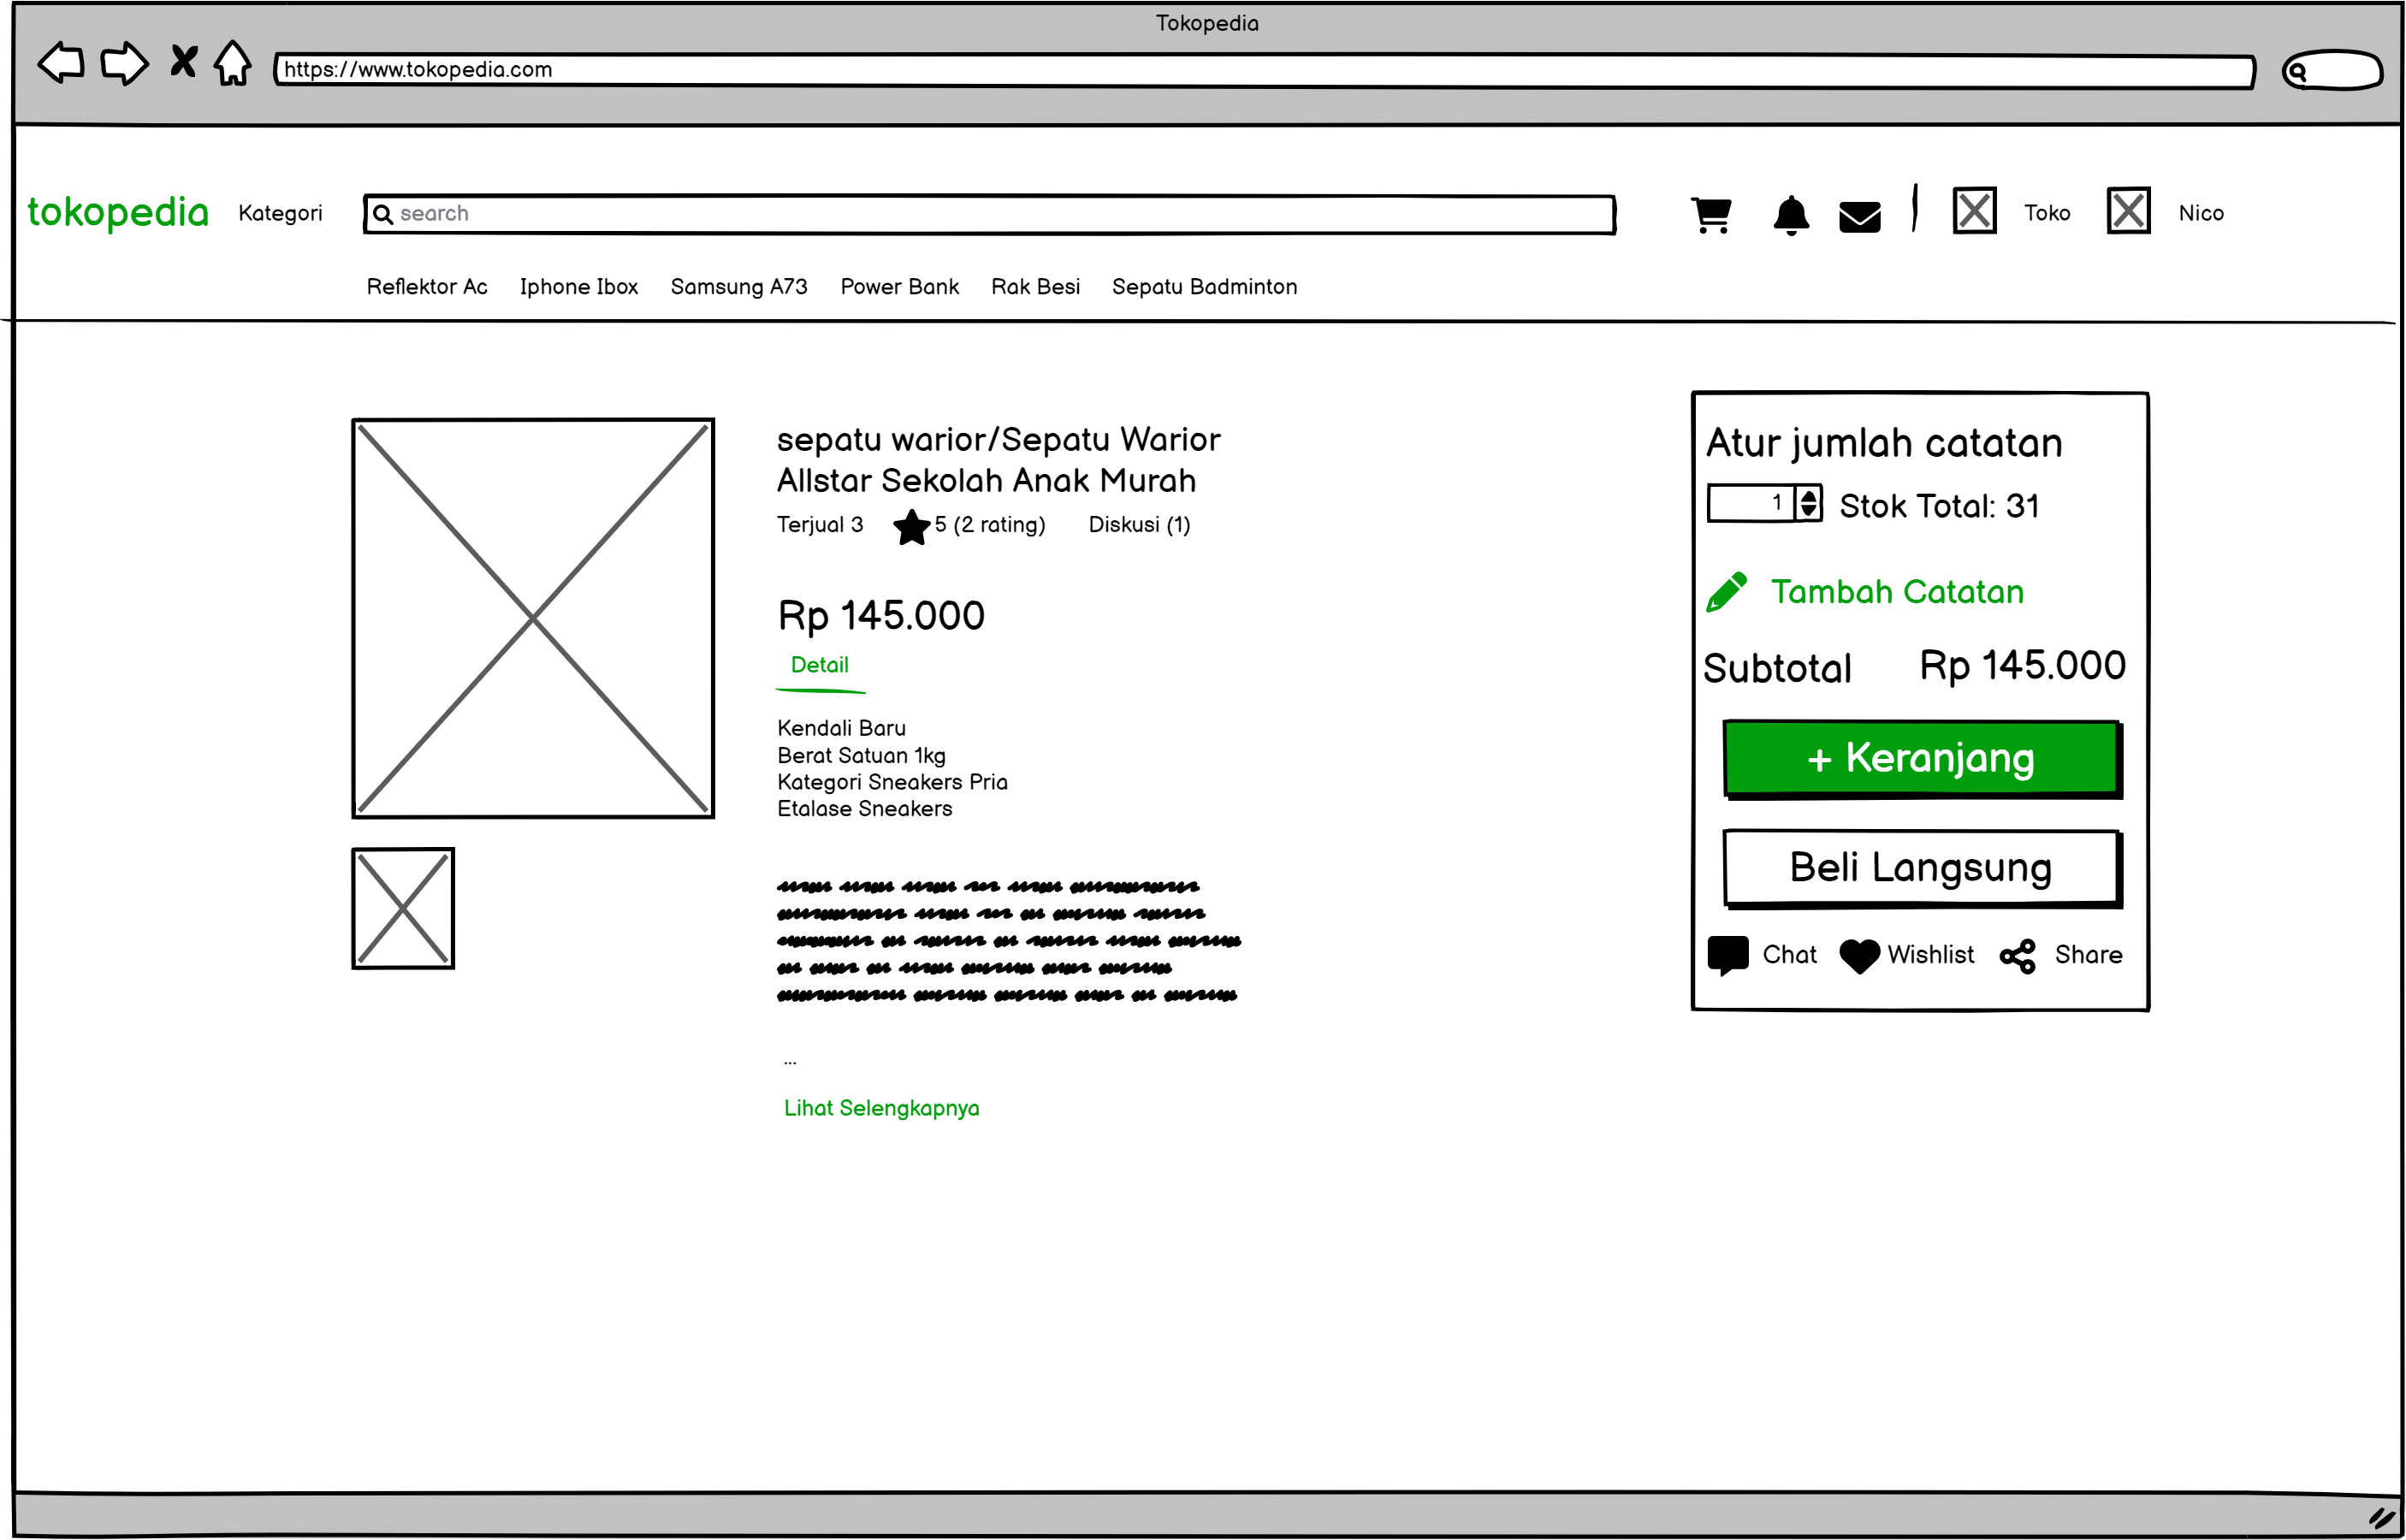 Tokopedia
https://www.tokopedia.com
tokopedia Kategori search Toko Nico
Reflektor Ac Iphone Ibox Samsung A73 Power Bank Rak Besi Sepatu Badminton
sepatu warior/Sepatu Warior
Allstar Sekolah Anak Murah
Terjual 3 5 (2 rating) Diskusi (1)
Rp 145.000
Detail
Kendali Baru
Berat Satuan 1kg
Kategori Sneakers Pria
Etalase Sneakers
...
Lihat Selengkapnya
Atur jumlah catatan
1 Stok Total: 31
Tambah Catatan
Subtotal Rp 145.000
+ Keranjang
Beli Langsung
Chat Wishlist Share